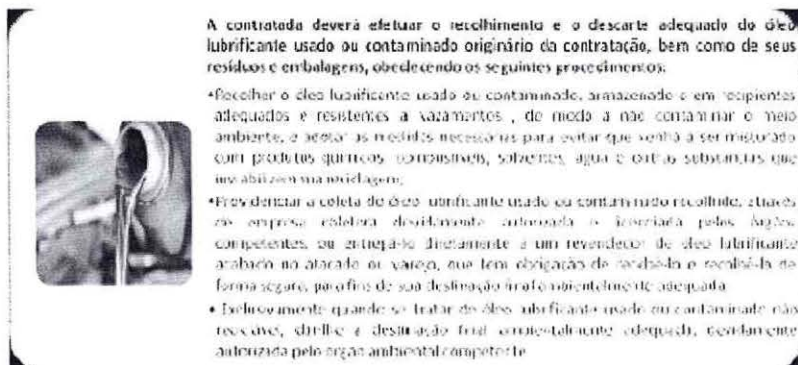 A contratada deverá efetuar o recolhimento e o descarte adequado do óleo
lubrificante usado ou contaminado originário da contratação, bem como de seus
resíduos e embalagens, obedecendo os seguintes procedimentos:
•Recolher o óleo lubrificante usado ou contaminado, armazenado o em recipientes
adequados e resistentes a vazamentos , de modo a não contaminar o meio
ambiente, e adotar as medidas necessárias para evitar que venha a ser misturado
com produtos químicos, combustíveis, solventes, água e outras substâncias que
inviabilizem sua reciclagem;
•Providenciar a coleta do óleo lubrificante usado ou contaminado recolhido, através
de empresa coletora devidamente autorizada e licenciada pelos órgãos
competentes, ou entregá-lo diretamente a um revendedor de óleo lubrificante
acabado no atacado ou varejo, que tem obrigação de recebê-lo e recolhê-lo de
forma segura, para fins de sua destinação final ambientalmente adequada
• Exclusivamente quando se tratar de óleo lubrificante usado ou contaminado não
reciclável, dar-lhe a destinação final ambientalmente adequada, devidamente
autorizada pelo órgão ambiental competente